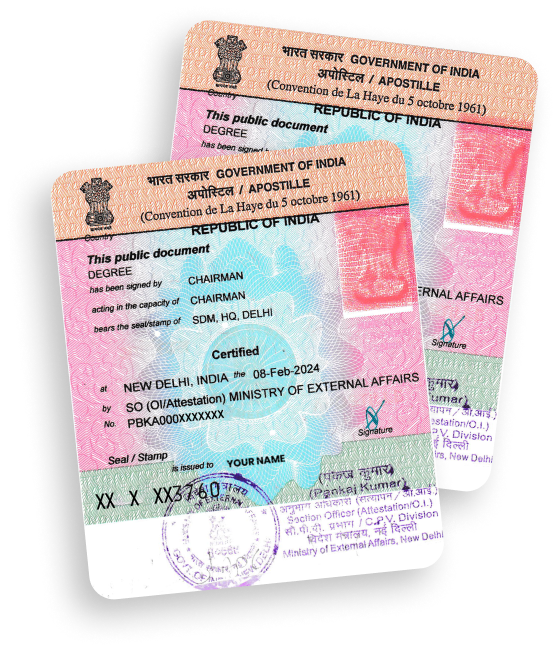 भारत सरकार GOVERNMENT OF INDIA
अपोस्टिल / APOSTILLE
(Convention de La Haye du 5 octobre 1961)
Country
REPUBLIC OF INDIA
This public document
DEGREE
has been signed
ERNAL AFFAIRS
Signature
कुमार)
umar)
/ आ.आई.)
station/O.I.)
P.V. Division
ई दिल्ली
irs, New Delhi
भारत सरकार GOVERNMENT OF INDIA
अपोस्टिल / APOSTILLE
(Convention de La Haye du 5 octobre 1961)
Country
REPUBLIC OF INDIA
This public document
DEGREE
has been signed by CHAIRMAN
acting in the capacity of CHAIRMAN
bears the seal/stamp of SDM, HQ, DELHI
Certified
at NEW DELHI, INDIA the 08-Feb-2024
by SO (OI/Attestation) MINISTRY OF EXTERNAL AFFAIRS
No. PBKA000XXXXXXX
Signature
Seal / Stamp is issued to YOUR NAME
XX X XX3760
(पंकज कुमार)
(Pankaj Kumar)
अनुभाग अधिकारी (सत्यापन / ओ.आई.)
Section Officer (Attestation/O.I.)
सी.पी.वी. प्रभाग / C.P.V. Division
विदेश मंत्रालय, नई दिल्ली
Ministry of External Affairs, New Delhi